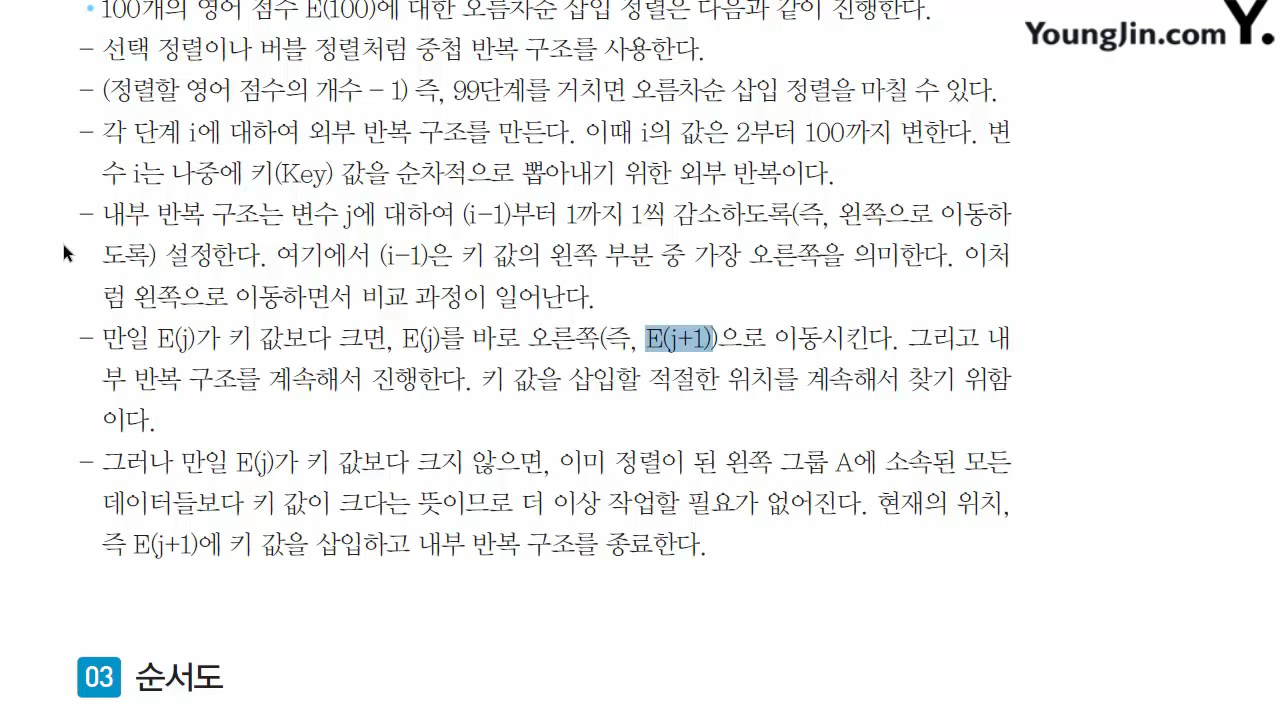 100개의 영어 점수 E(100)에 대한 오름차순 삽입 정렬은 다음과 같이 진행한다.
YoungJin.com Y.
– 선택 정렬이나 버블 정렬처럼 중첩 반복 구조를 사용한다.
– (정렬할 영어 점수의 개수 – 1) 즉, 99단계를 거치면 오름차순 삽입 정렬을 마칠 수 있다.
– 각 단계 i에 대하여 외부 반복 구조를 만든다. 이때 i의 값은 2부터 100까지 변한다. 변
수 i는 나중에 키(Key) 값을 순차적으로 뽑아내기 위한 외부 반복이다.
– 내부 반복 구조는 변수 j에 대하여 (i–1)부터 1까지 1씩 감소하도록(즉, 왼쪽으로 이동하
도록) 설정한다. 여기에서 (i–1)은 키 값의 왼쪽 부분 중 가장 오른쪽을 의미한다. 이처
럼 왼쪽으로 이동하면서 비교 과정이 일어난다.
– 만일 E(j)가 키 값보다 크면, E(j)를 바로 오른쪽(즉, E(j+1))으로 이동시킨다. 그리고 내
부 반복 구조를 계속해서 진행한다. 키 값을 삽입할 적절한 위치를 계속해서 찾기 위함
이다.
– 그러나 만일 E(j)가 키 값보다 크지 않으면, 이미 정렬이 된 왼쪽 그룹 A에 소속된 모든
데이터들보다 키 값이 크다는 뜻이므로 더 이상 작업할 필요가 없어진다. 현재의 위치,
즉 E(j+1)에 키 값을 삽입하고 내부 반복 구조를 종료한다.
03 순서도